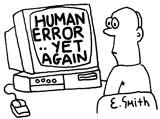 HUMAN
ERROR
YET
AGAIN
E. Smith